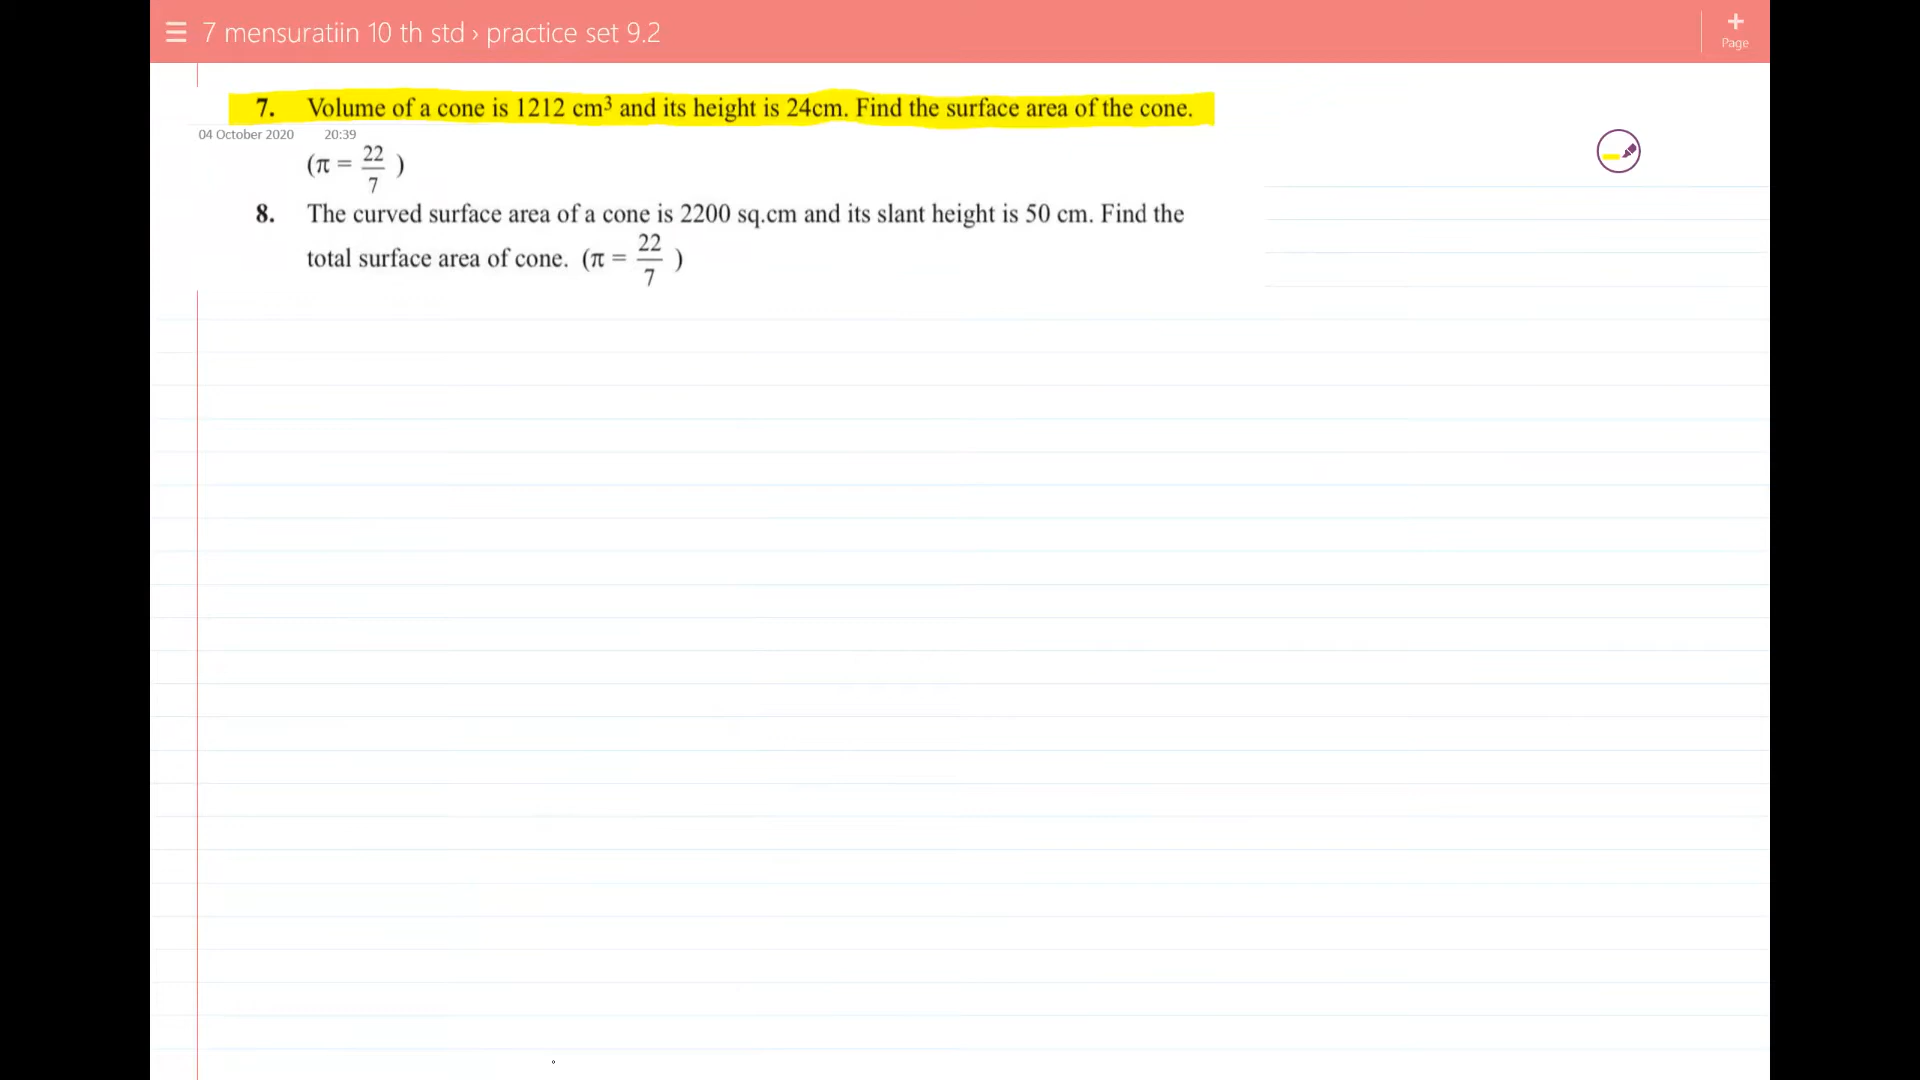 7 mensuratiin 10 th std › practice set 9.2
Page
7. Volume of a cone is 1212 cm³ and its height is 24cm. Find the surface area of the cone.
04 October 2020 20:39
(π = 22/7 )
8. The curved surface area of a cone is 2200 sq.cm and its slant height is 50 cm. Find the
total surface area of cone. (π = 22/7 )